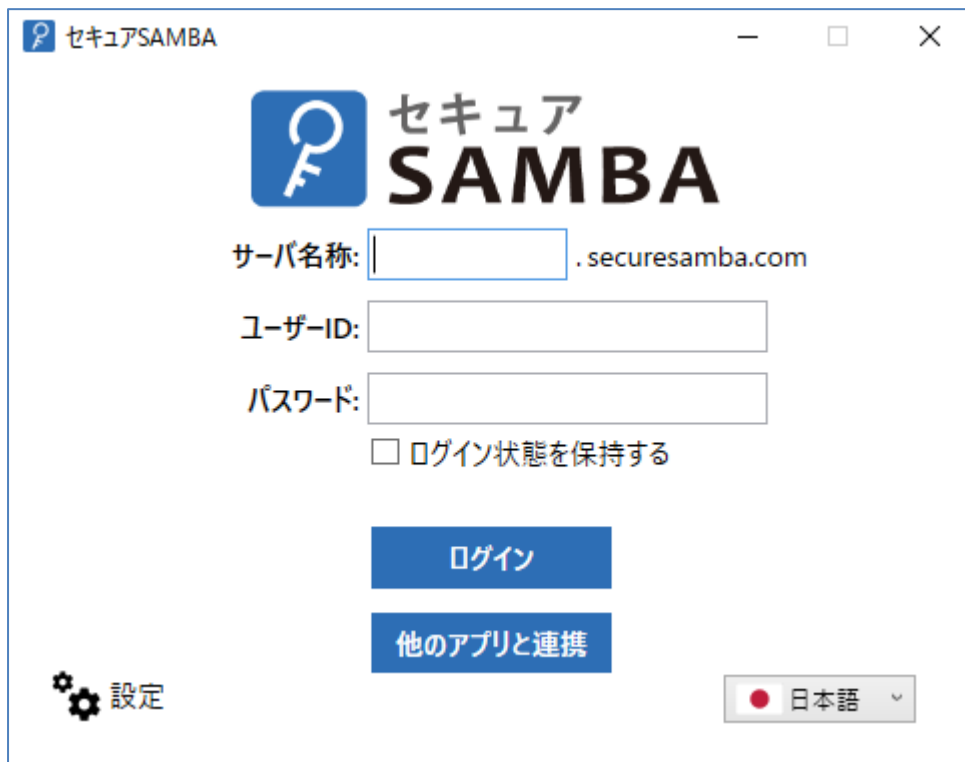 セキュアSAMBA
セキュア
SAMBA
サーバ名称: .securesamba.com
ユーザーID:
パスワード:
ログイン状態を保持する
ログイン
他のアプリと連携
設定
日本語